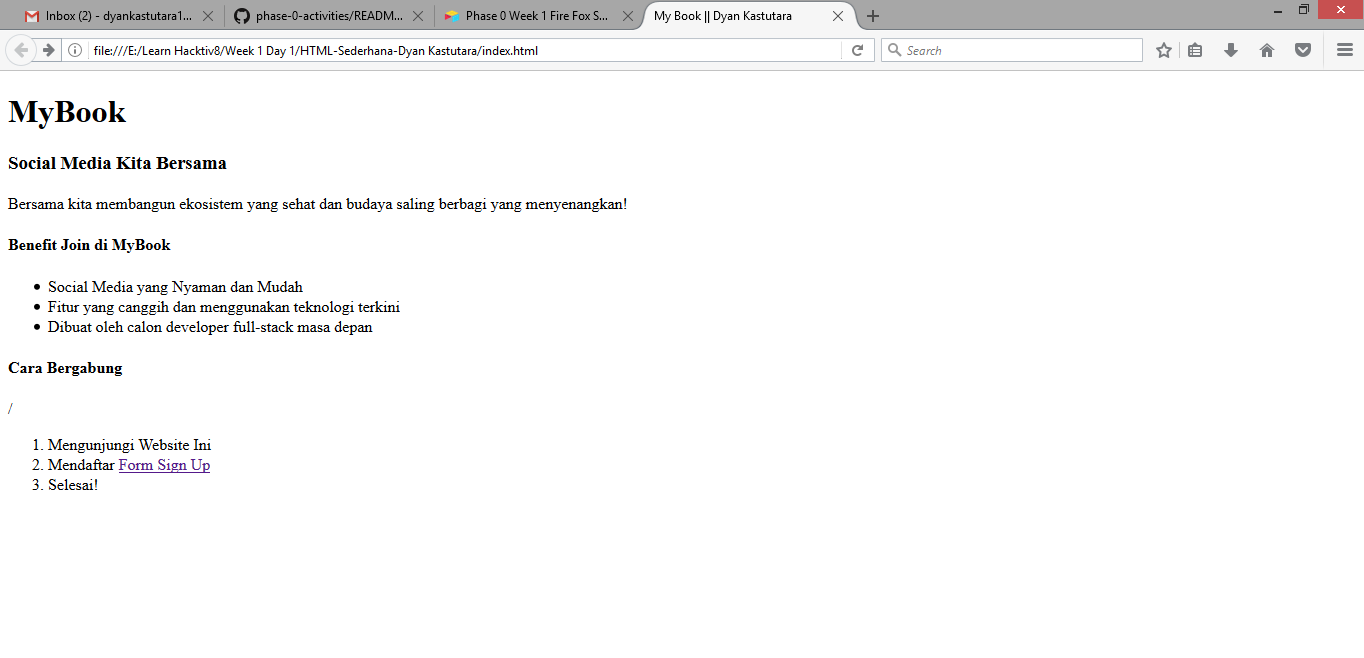 Inbox (2) - dyankastutara1...
phase-0-activities/READM...
Phase 0 Week 1 Fire Fox S...
My Book || Dyan Kastutara
file:///E:/Learn Hacktiv8/Week 1 Day 1/HTML-Sederhana-Dyan Kastutara/index.html
Search
MyBook
Social Media Kita Bersama
Bersama kita membangun ekosistem yang sehat dan budaya saling berbagi yang menyenangkan!
Benefit Join di MyBook
• Social Media yang Nyaman dan Mudah
• Fitur yang canggih dan menggunakan teknologi terkini
• Dibuat oleh calon developer full-stack masa depan
Cara Bergabung
/
1. Mengunjungi Website Ini
2. Mendaftar Form Sign Up
3. Selesai!